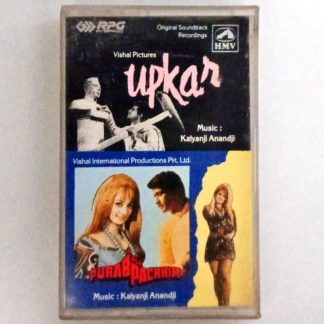 RPG
Original Soundtrack
Recordings
HMV
Vishal Pictures
upkar
Music :
Kalyanji Anandji
Vishal International Productions Pvt. Ltd.
PURAB
PACHHIM
Music : Kalyanji Anandji